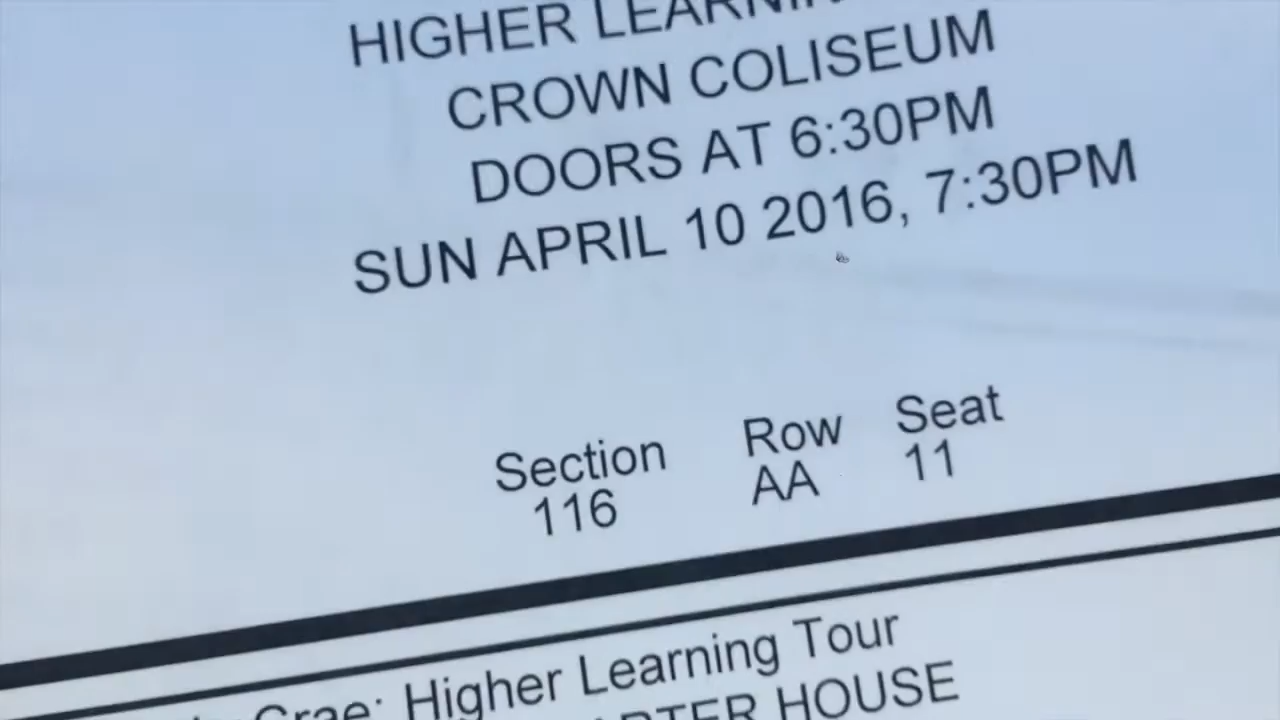 HIGHER
CROWN COLISEUM
DOORS AT 6:30PM
SUN APRIL 10 2016, 7:30PM
Section Row Seat
116 AA 11
Higher Learning Tour
HOUSE